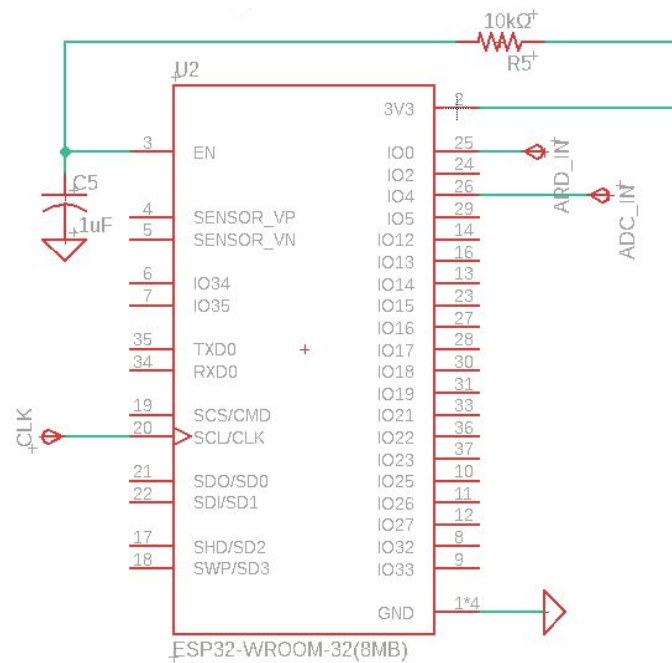 10kΩ
R5
U2
3V3 2
3 EN
IO0 25
IO2 24
IO4 26
IO5 29
IO12 14
IO13 16
IO14 13
IO15 23
IO16 27
IO17 28
IO18 30
IO19 31
IO21 33
IO22 36
IO23 37
IO25 10
IO26 11
IO27 12
IO32 8
IO33 9
GND 1*4
C5
1uF
4 SENSOR_VP
5 SENSOR_VN
6 IO34
7 IO35
35 TXD0
34 RXD0
19 SCS/CMD
20 SCL/CLK
21 SDO/SD0
22 SDI/SD1
17 SHD/SD2
18 SWP/SD3
CLK
ARD_IN
ADC_IN
ESP32-WROOM-32(8MB)